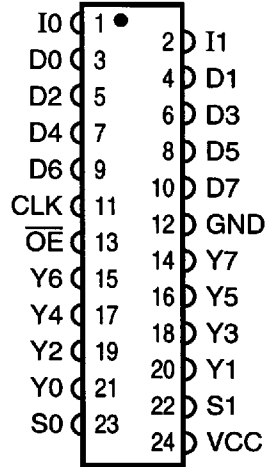 I0 1
2 I1
D0 3
4 D1
D2 5
6 D3
D4 7
8 D5
D6 9
10 D7
CLK 11
12 GND
O̅E̅ 13
14 Y7
Y6 15
16 Y5
Y4 17
18 Y3
Y2 19
20 Y1
Y0 21
22 S1
S0 23
24 VCC